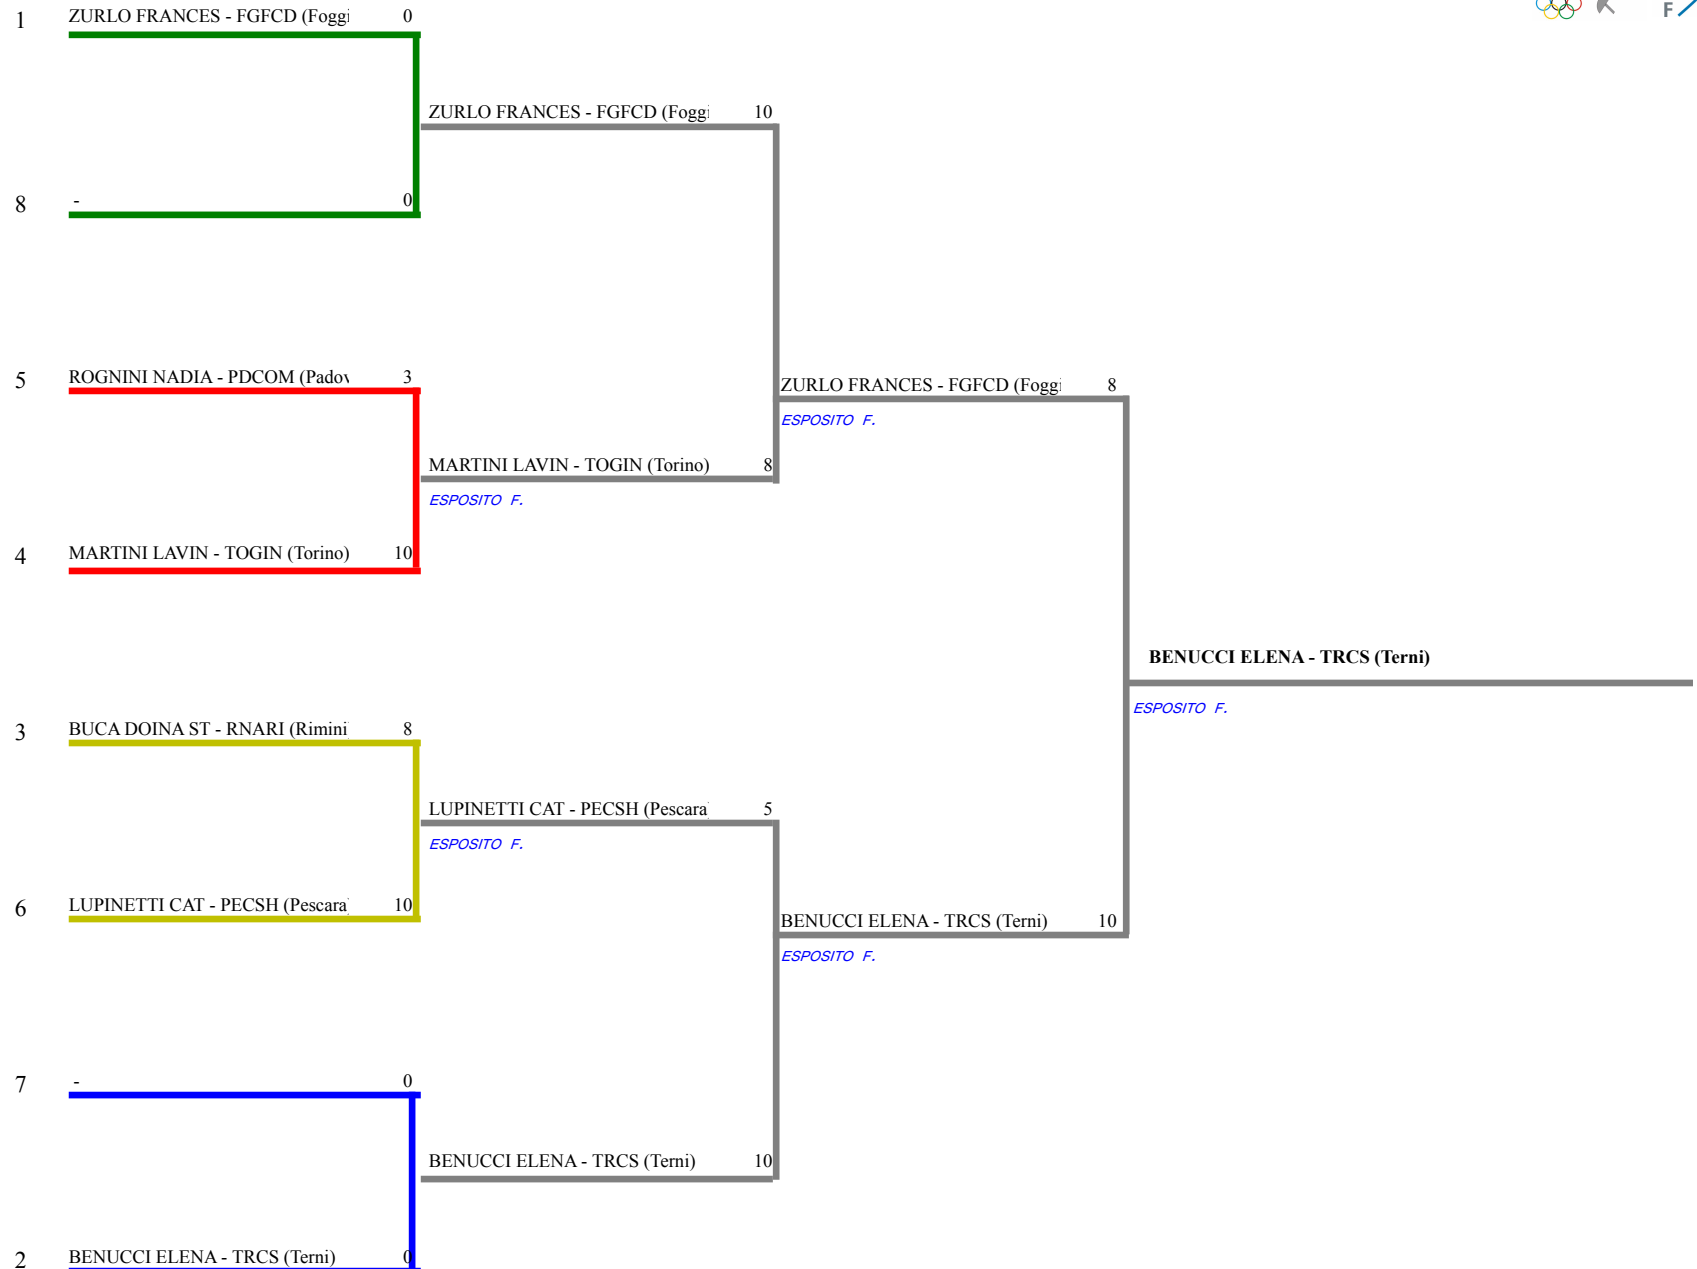 1 ZURLO FRANCES - FGFCD (Foggi 0
F
ZURLO FRANCES - FGFCD (Foggi 10
8 - 0
5 ROGNINI NADIA - PDCOM (Padov 3
ZURLO FRANCES - FGFCD (Foggi 8
ESPOSITO F.
MARTINI LAVIN - TOGIN (Torino) 8
ESPOSITO F.
4 MARTINI LAVIN - TOGIN (Torino) 10
BENUCCI ELENA - TRCS (Terni)
ESPOSITO F.
3 BUCA DOINA ST - RNARI (Rimini 8
LUPINETTI CAT - PECSH (Pescara 5
ESPOSITO F.
6 LUPINETTI CAT - PECSH (Pescara 10
BENUCCI ELENA - TRCS (Terni) 10
ESPOSITO F.
7 - 0
BENUCCI ELENA - TRCS (Terni) 10
2 BENUCCI ELENA - TRCS (Terni) 0